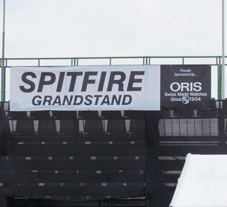 SPITFIRE
GRANDSTAND
Proudly
Sponsored by...
ORIS
Swiss Made Watches
Since 1904